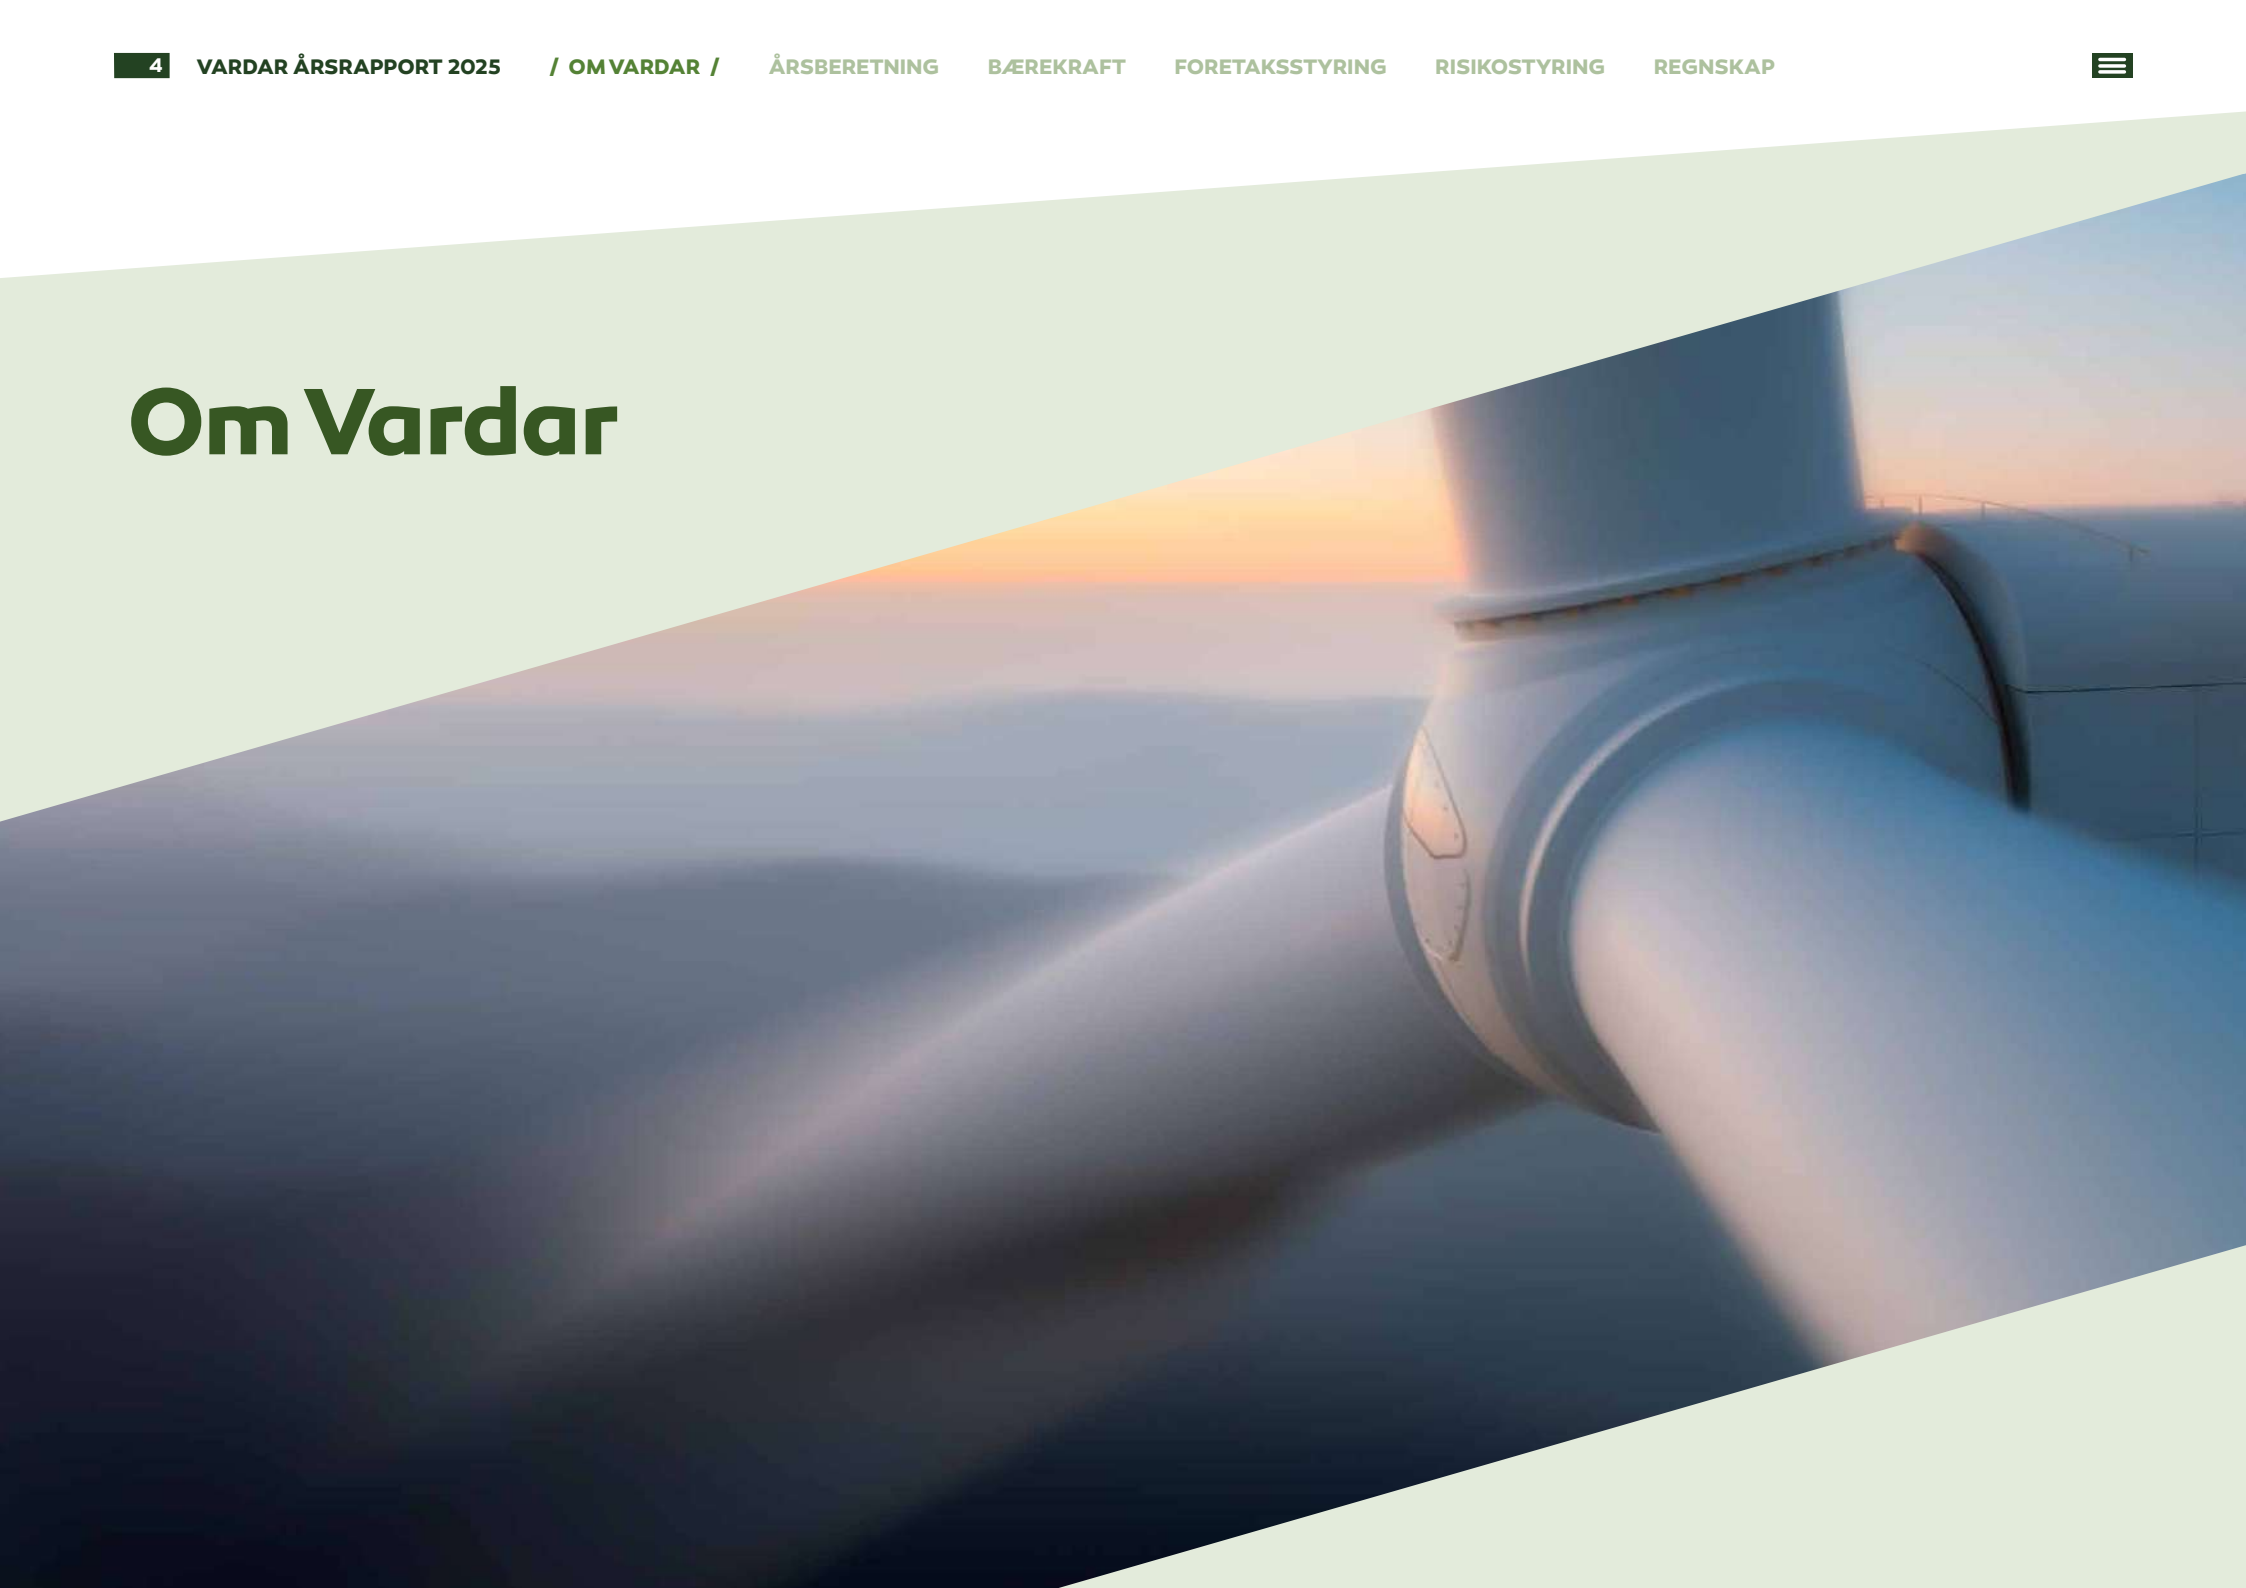 4 VARDAR ÅRSRAPPORT 2025 / OM VARDAR / ÅRSBERETNING BÆREKRAFT FORETAKSSTYRING RISIKOSTYRING REGNSKAP
Om Vardar